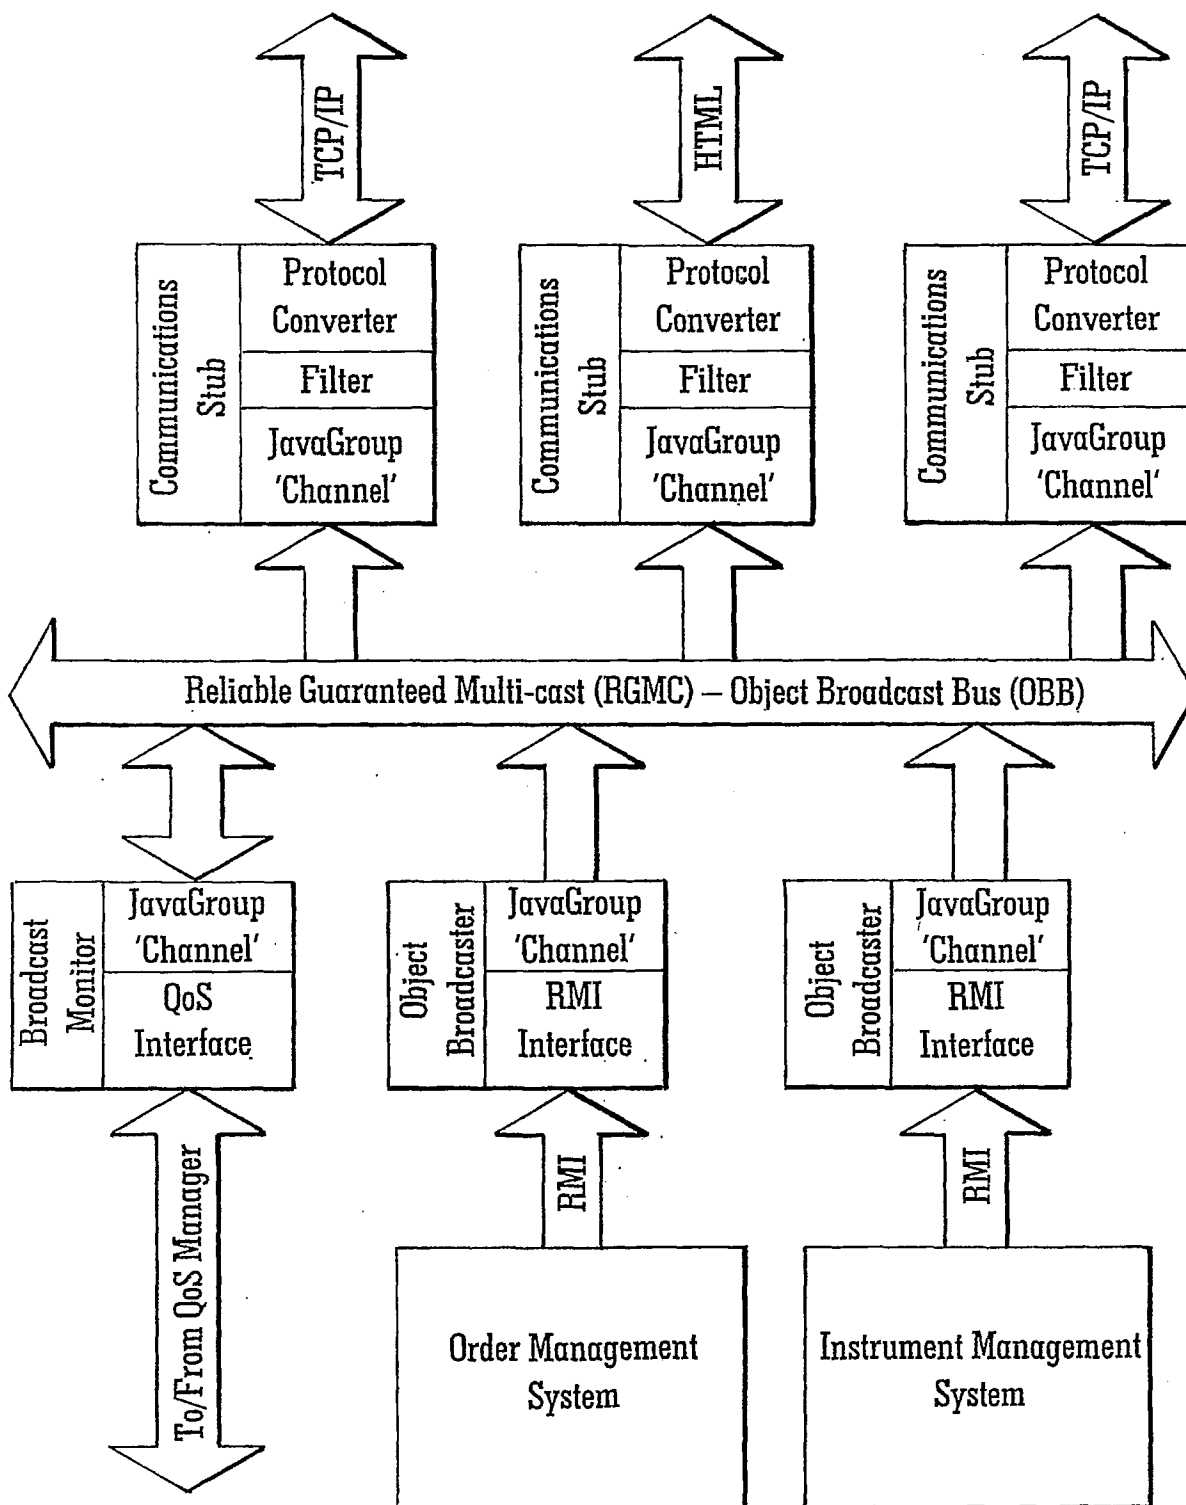 TCP/IP
HTML
TCP/IP
Communications
Stub
Protocol
Converter
Filter
JavaGroup
'Channel'
Communications
Stub
Protocol
Converter
Filter
JavaGroup
'Channel'
Communications
Stub
Protocol
Converter
Filter
JavaGroup
'Channel'
Reliable Guaranteed Multi-cast (RGMC) – Object Broadcast Bus (OBB)
Broadcast
Monitor
JavaGroup
'Channel'
QoS
Interface
Object
Broadcaster
JavaGroup
'Channel'
RMI
Interface
Object
Broadcaster
JavaGroup
'Channel'
RMI
Interface
To/From QoS Manager
RMI
RMI
Order Management
System
Instrument Management
System